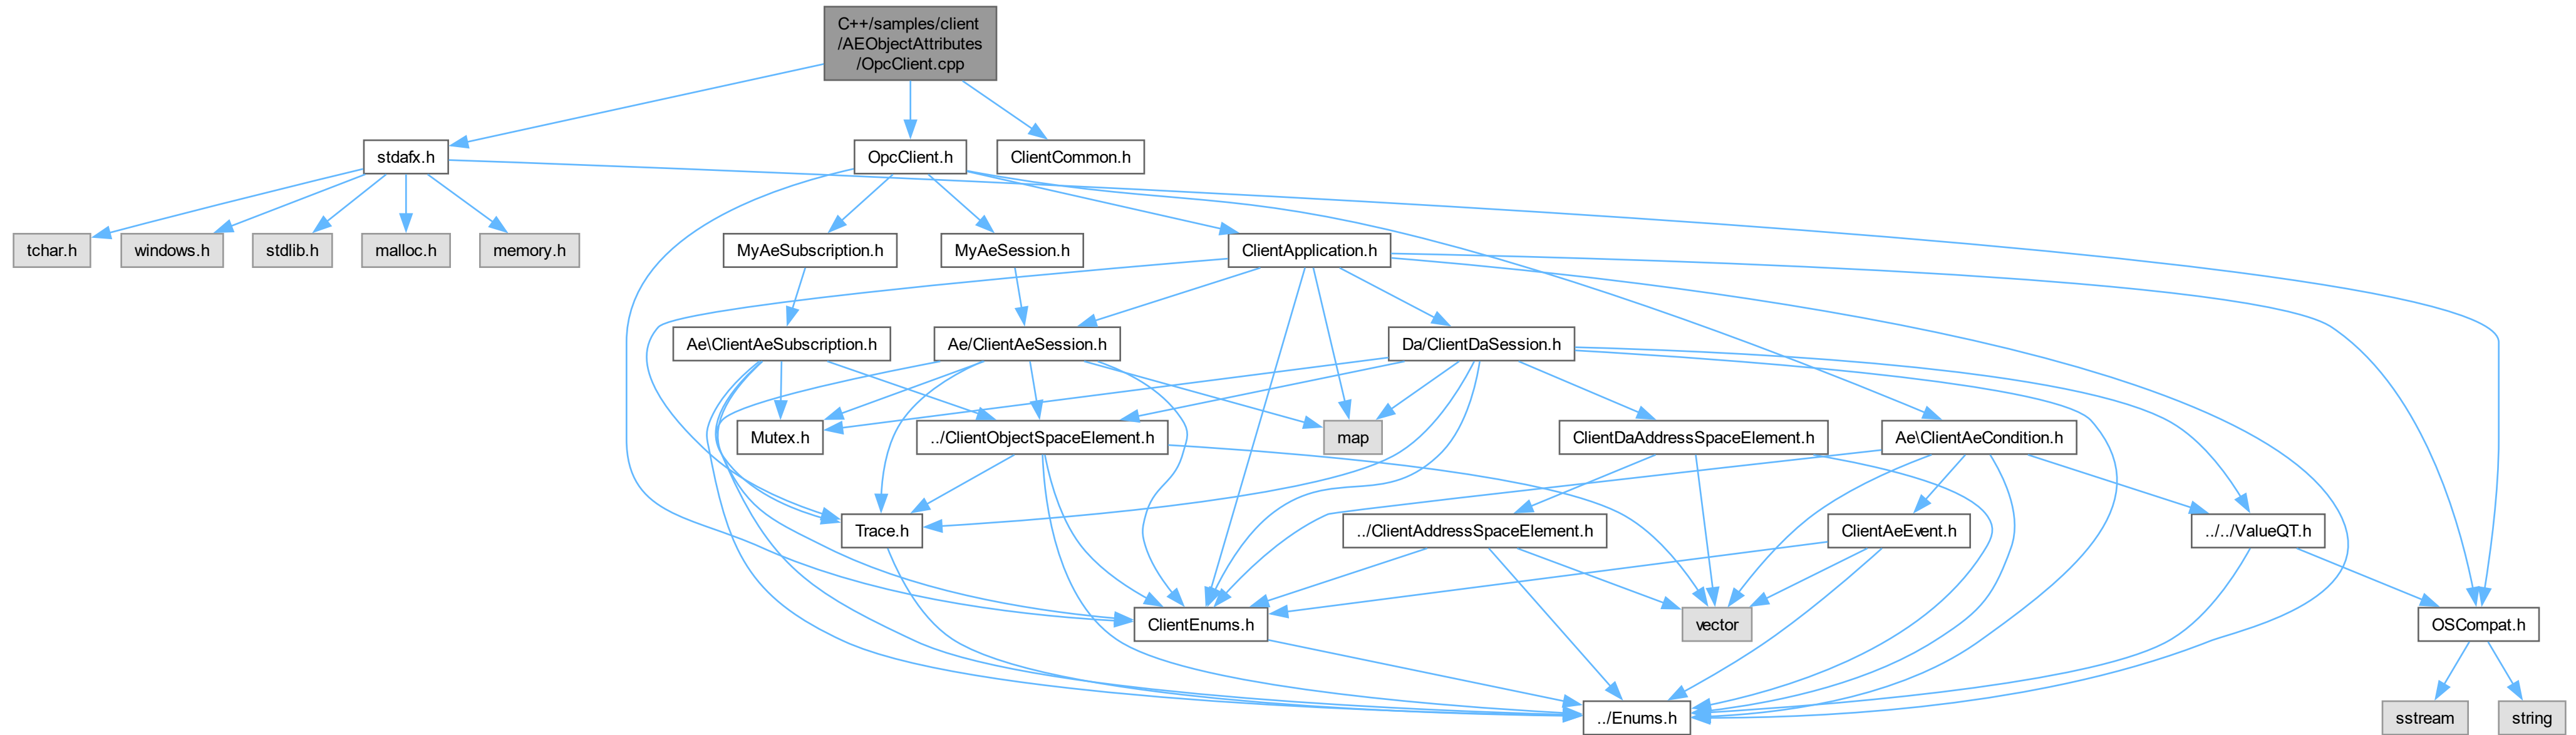 C++/samples/client
/AEObjectAttributes
/OpcClient.cpp
stdafx.h
OpcClient.h
ClientCommon.h
tchar.h
windows.h
stdlib.h
malloc.h
memory.h
MyAeSubscription.h
MyAeSession.h
ClientApplication.h
Ae\ClientAeSubscription.h
Ae/ClientAeSession.h
Da/ClientDaSession.h
Mutex.h
../ClientObjectSpaceElement.h
map
ClientDaAddressSpaceElement.h
Ae\ClientAeCondition.h
Trace.h
../ClientAddressSpaceElement.h
ClientAeEvent.h
../../ValueQT.h
ClientEnums.h
vector
OSCompat.h
../Enums.h
sstream
string